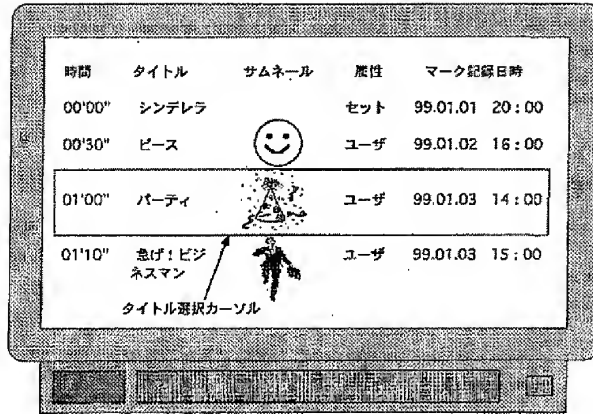 時間 タイトル サムネール 属性 マーク記録日時
00'00" シンデレラ セット 99.01.01 20:00
00'30" ピース ユーザ 99.01.02 16:00
01'00" パーティ ユーザ 99.01.03 14:00
01'10" 急げ！ビジ ユーザ 99.01.03 15:00
ネスマン
タイトル選択カーソル